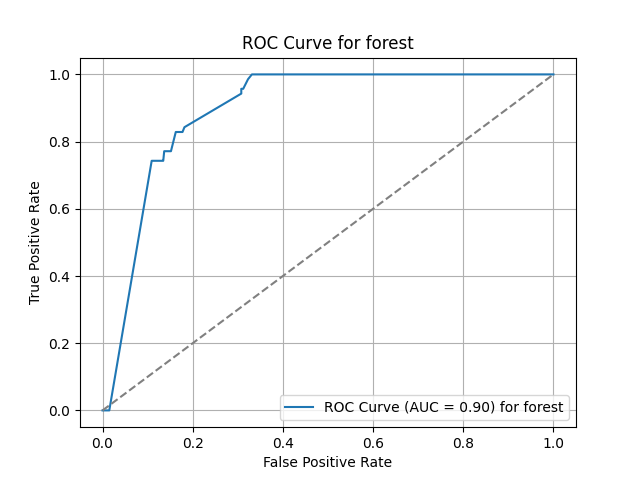 ROC Curve for forest
True Positive Rate
1.0
0.8
0.6
0.4
0.2
0.0
ROC Curve (AUC = 0.90) for forest
0.0 0.2 0.4 0.6 0.8 1.0
False Positive Rate